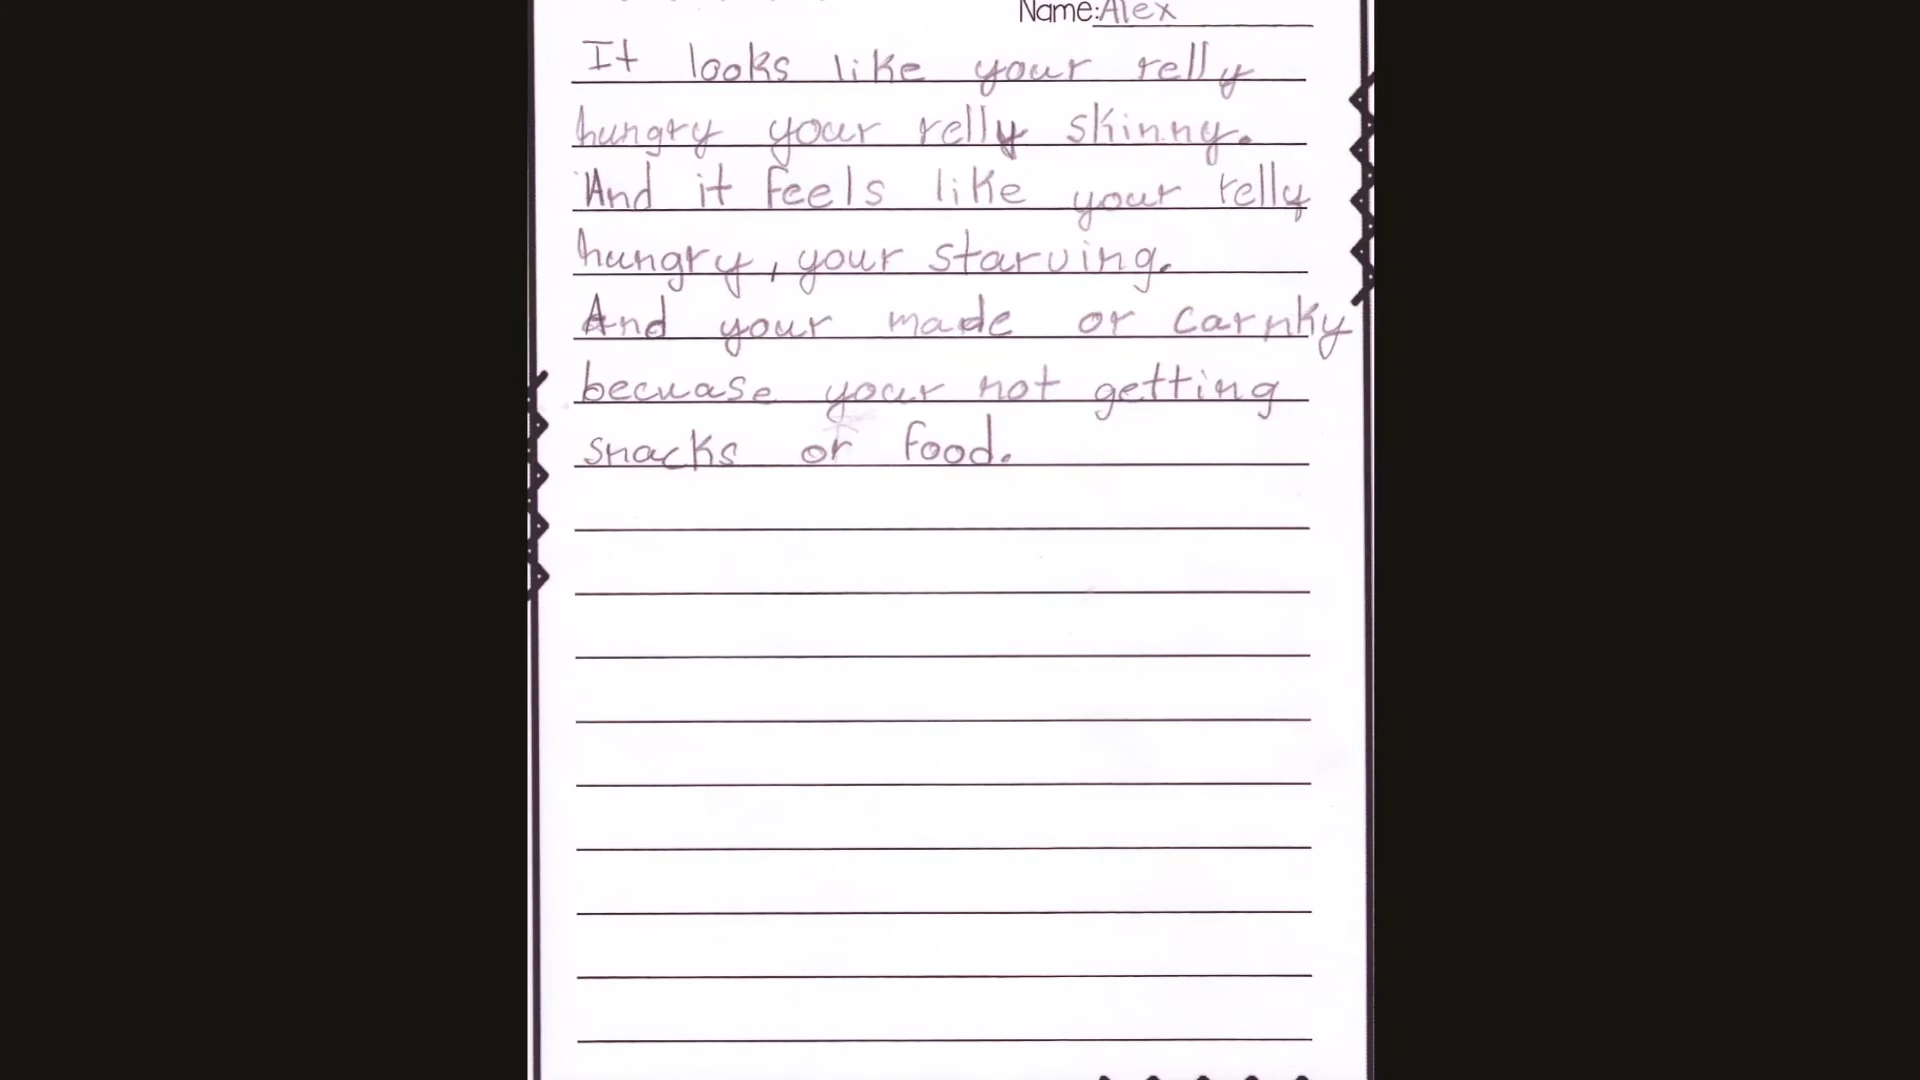 Name: Alex
It looks like your relly
hungry your relly skinny.
And it feels like your relly
hungry, your starving.
And your made or carnky
becuase your not getting
snacks or food.